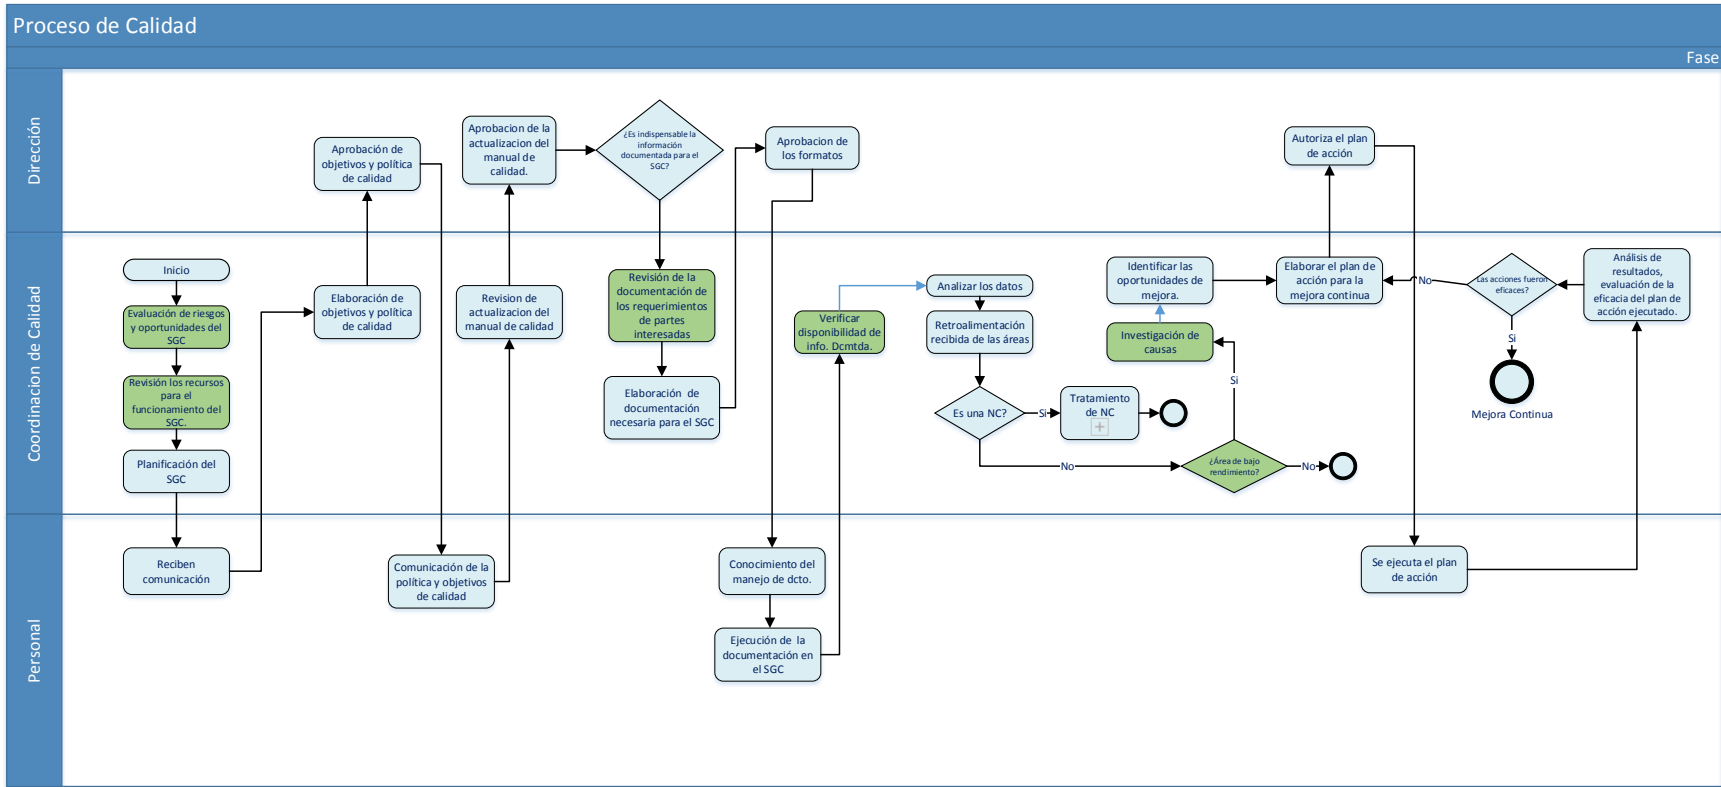 Proceso de Calidad
Fase
Dirección
Aprobación de
objetivos y política
de calidad
Aprobacion de la
actualizacion del
manual de
calidad.
¿Es indispensable la
información
documentada para el
SGC?
Aprobacion de
los formatos
Autoriza el plan
de acción
Coordinacion de Calidad
Inicio
Evaluación de riesgos
y oportunidades del
SGC
Revisión los recursos
para el
funcionamiento del
SGC.
Planificación del
SGC
Elaboración de
objetivos y política
de calidad
Revision de
actualizacion del
manual de calidad
Revisión de la
documentación de
los requerimientos
de partes
interesadas
Elaboración de
documentación
necesaria para el SGC
Verificar
disponibilidad de
info. Dcmtda.
Analizar los datos
Retroalimentación
recibida de las áreas
Es una NC?
Si
Tratamiento
de NC
No
¿Área de bajo
rendimiento?
No
Si
Investigación de
causas
Identificar las
oportunidades de
mejora.
Elaborar el plan de
acción para la
mejora continua
No
Las acciones fueron
eficaces?
Si
Mejora Continua
Análisis de
resultados,
evaluación de la
eficacia del plan de
acción ejecutado.
Personal
Reciben
comunicación
Comunicación de la
política y objetivos
de calidad
Conocimiento del
manejo de dcto.
Ejecución de la
documentación en
el SGC
Se ejecuta el plan
de acción